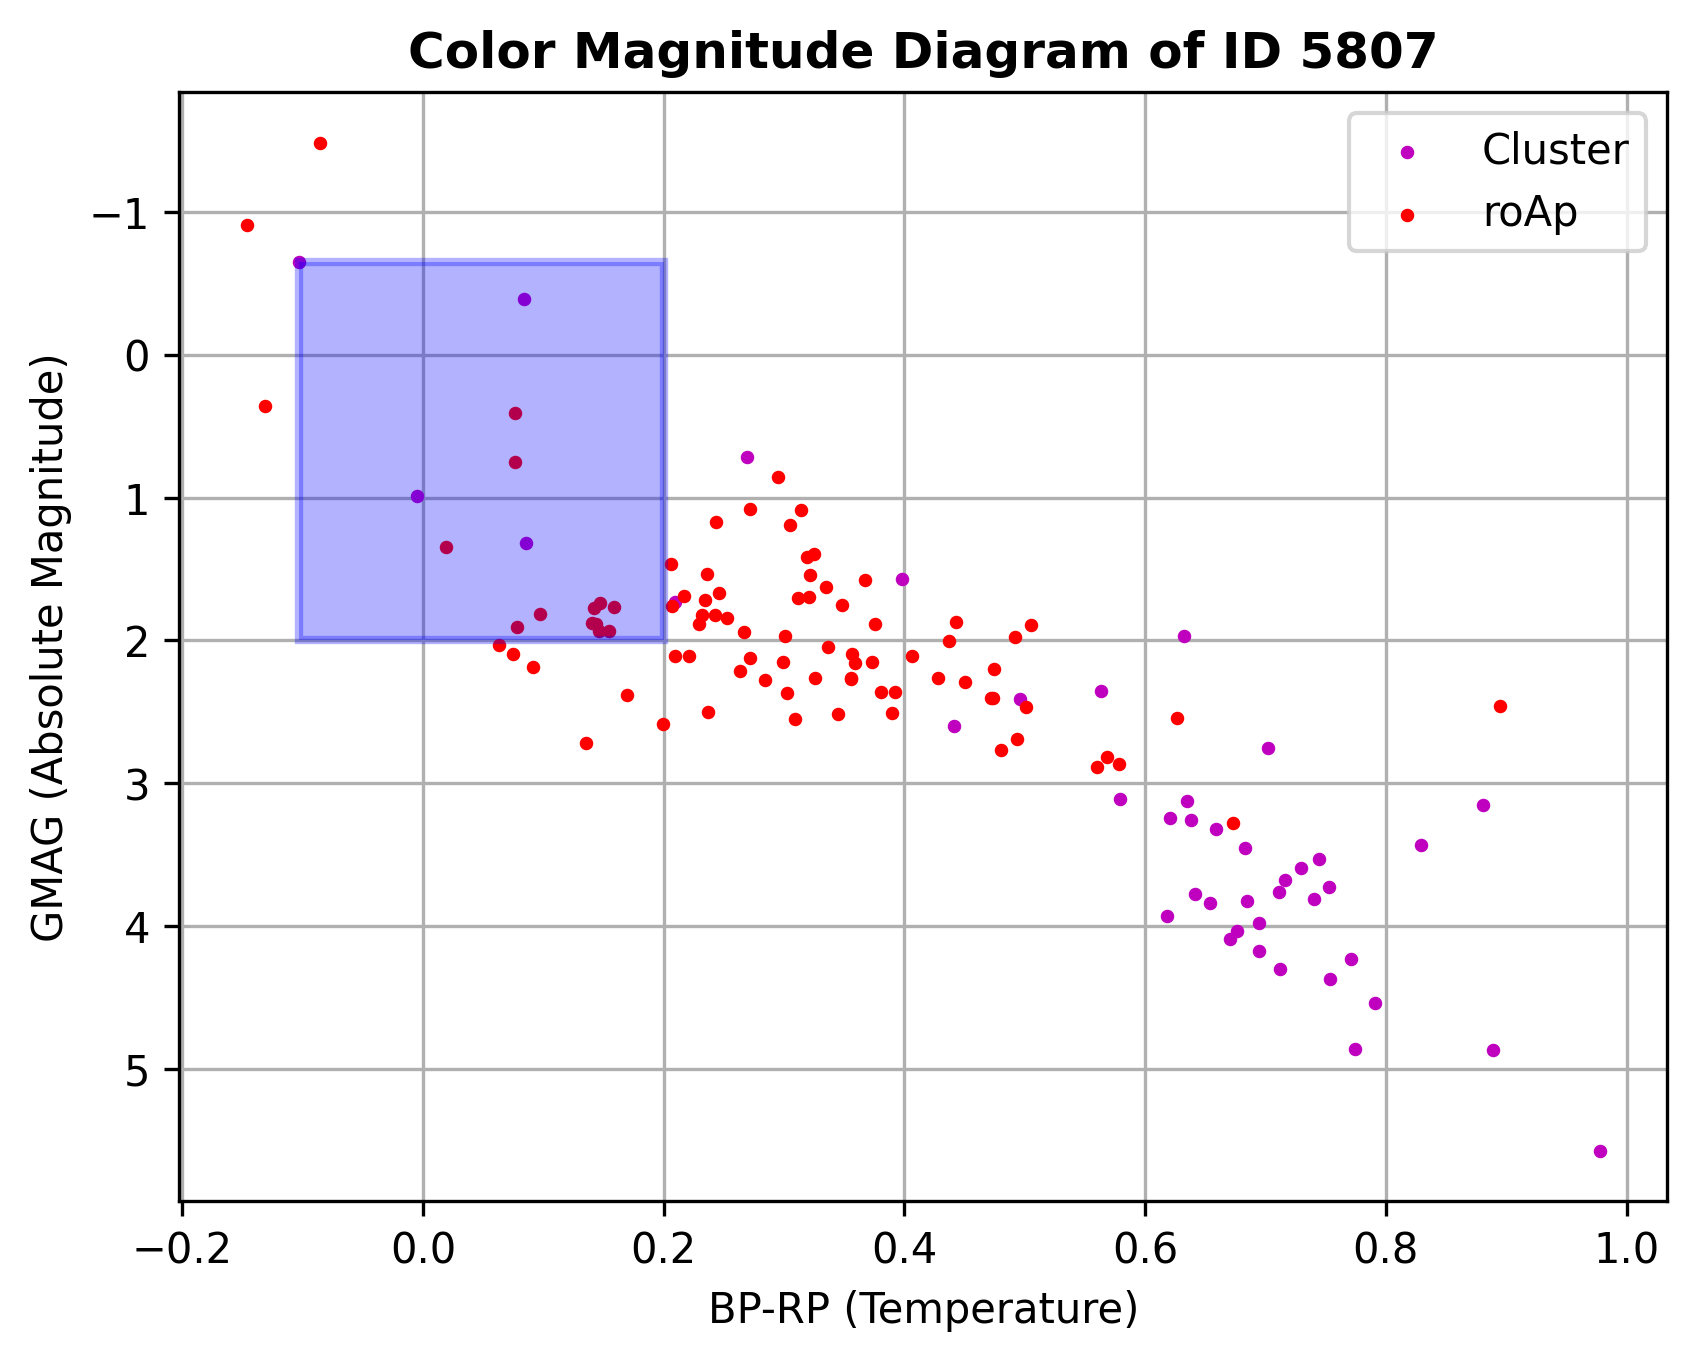 Color Magnitude Diagram of ID 5807
Cluster
roAp
GMAG (Absolute Magnitude)
−1
0
1
2
3
4
5
−0.2 0.0 0.2 0.4 0.6 0.8 1.0
BP-RP (Temperature)